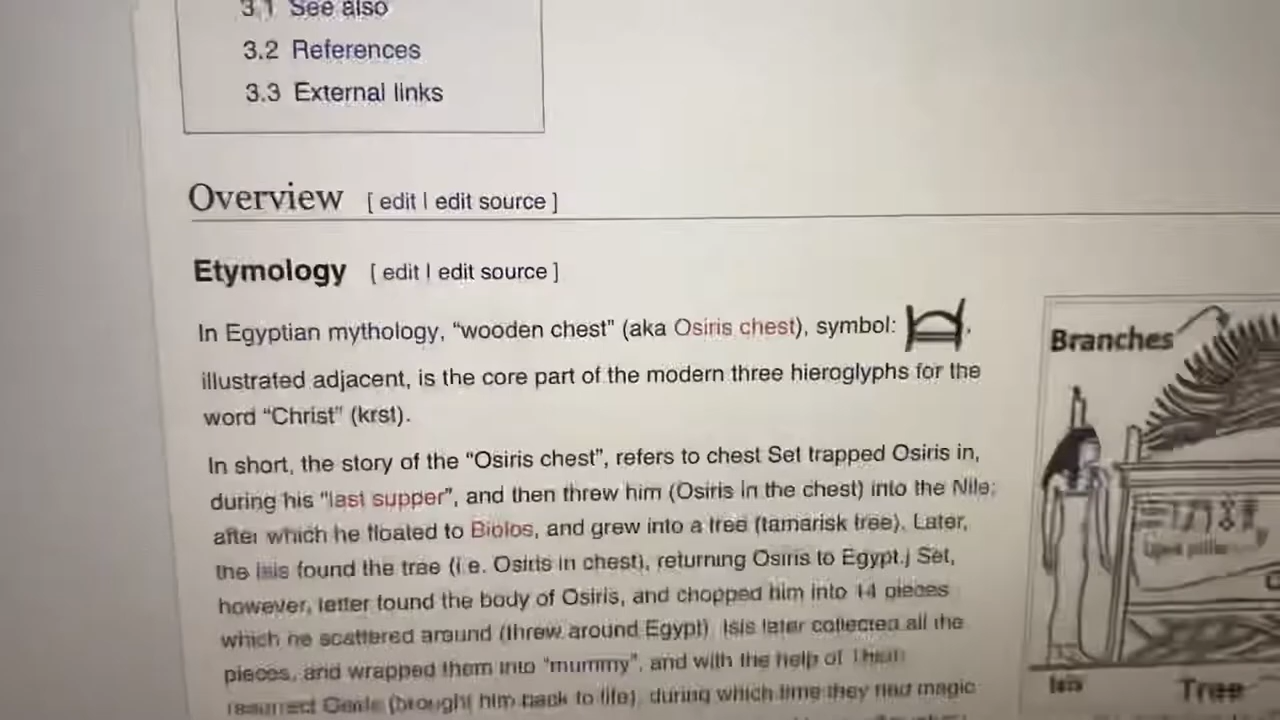 3.1 See also
3.2 References
3.3 External links
Overview [ edit | edit source ]
Etymology [ edit | edit source ]
In Egyptian mythology, “wooden chest” (aka Osiris chest), symbol: ,
illustrated adjacent, is the core part of the modern three hieroglyphs for the
word “Christ” (krst).
In short, the story of the “Osiris chest”, refers to chest Set trapped Osiris in,
during his “last supper”, and then threw him (Osiris in the chest) into the Nile;
after which he floated to Biblos, and grew into a tree (tamarisk tree). Later,
the Isis found the tree (i.e. Osiris in chest), returning Osiris to Egypt.j Set,
however, letter found the body of Osiris, and chopped him into 14 pieces
which he scattered around (threw around Egypt) Isis later collected all the
pieces, and wrapped them into “mummy”, and with the help of
resurrect (brought him back to life), during which time they had magic
Branches
Isis
Tree